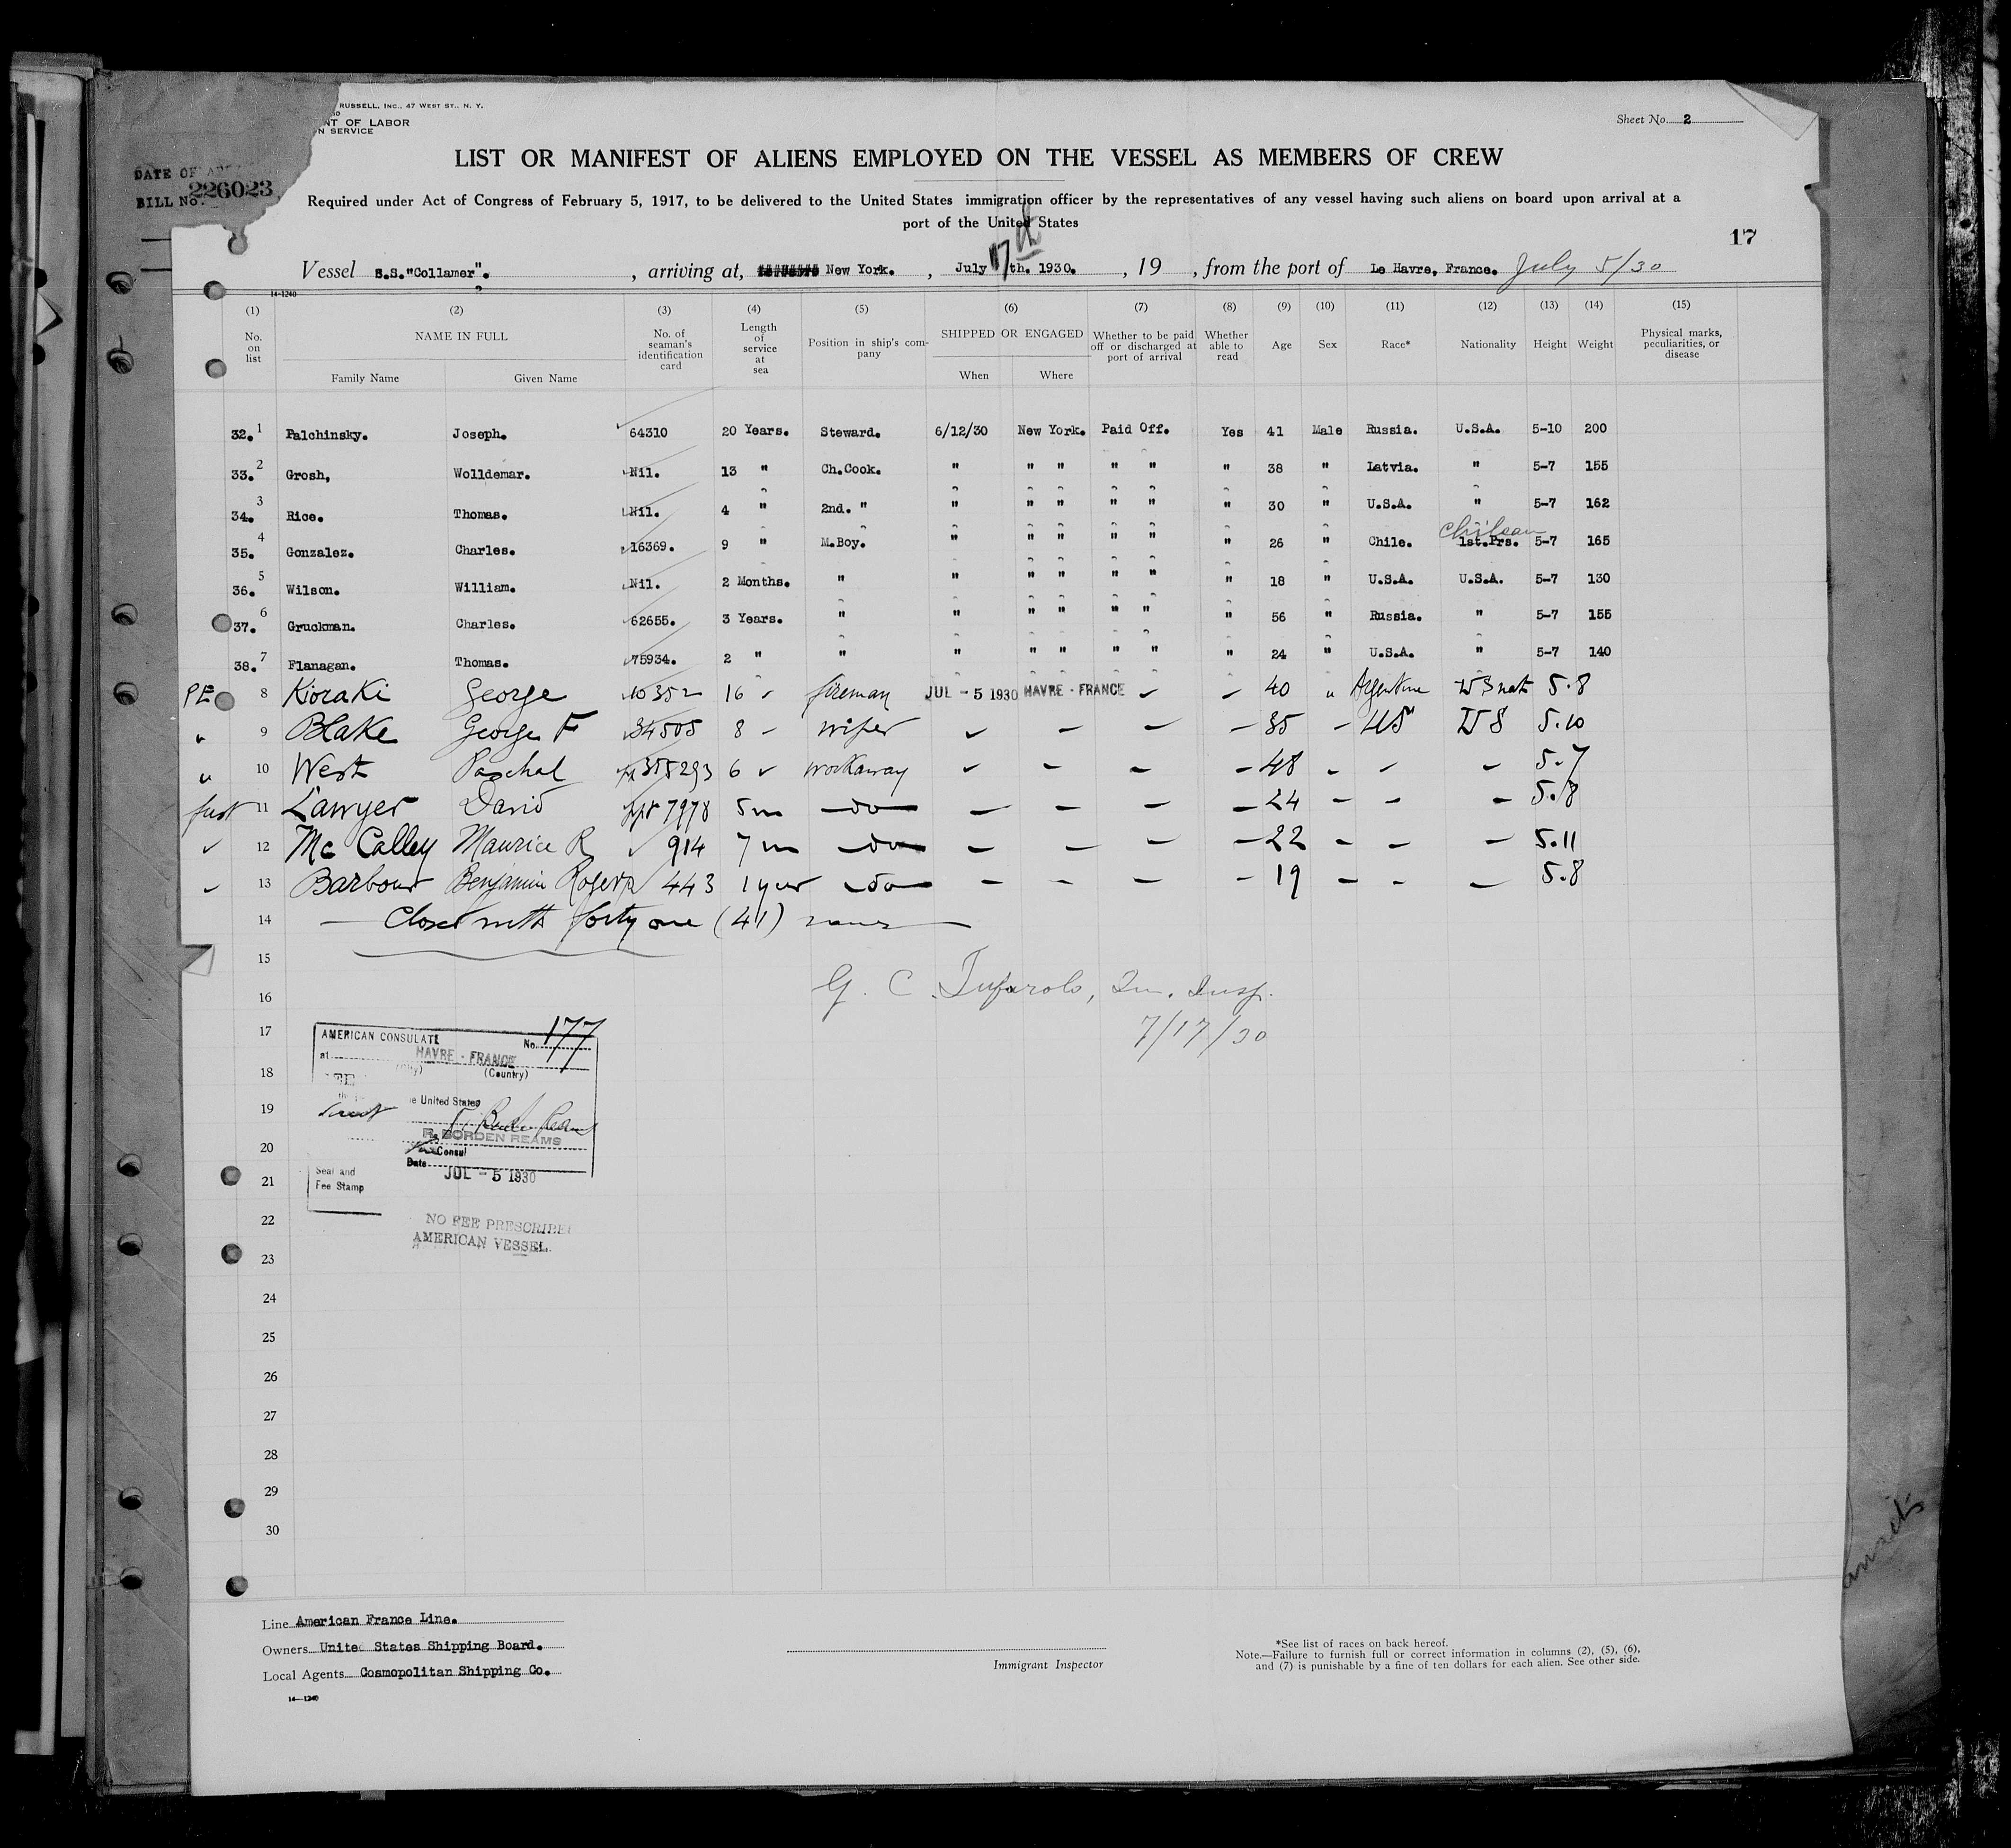 RUSSELL, INC., 47 WEST ST., N. Y.
NT OF LABOR
N SERVICE
Sheet No. 2
LIST OR MANIFEST OF ALIENS EMPLOYED ON THE VESSEL AS MEMBERS OF CREW
DATE OF
BILL No. 226023
Required under Act of Congress of February 5, 1917, to be delivered to the United States immigration officer by the representatives of any vessel having such aliens on board upon arrival at a
port of the United States
17
Vessel S.S."Collamer". , arriving at, New York. , July 17th. 1930. , 19 , from the port of Le Havre, France. July 5/30
14-1240
(1) (2) (3) (4) (5) (6) (7) (8) (9) (10) (11) (12) (13) (14) (15)
No. on list NAME IN FULL Family Name Given Name No. of seaman's identification card Length of service at sea Position in ship's company SHIPPED OR ENGAGED When Where Whether to be paid off or discharged at port of arrival Whether able to read Age Sex Race* Nationality Height Weight Physical marks, peculiarities, or disease
32. 1 Palchinsky. Joseph. 64310 20 Years. Steward. 6/12/30 New York. Paid Off. Yes 41 Male Russia. U.S.A. 5-10 200
33. 2 Grosh, Wolldemar. Nil. 13 " Ch.Cook. " " " " " " 38 " Latvia. " 5-7 155
34. 3 Rice. Thomas. Nil. 4 " 2nd. " " " " " " " 30 " U.S.A. " 5-7 162
Chilean
35. 4 Gonzalez. Charles. 16369. 9 " M.Boy. " " " " " " 26 " Chile. 1st.Prs. 5-7 165
36. 5 Wilson. William. Nil. 2 Months. " " " " " " " 18 " U.S.A. U.S.A. 5-7 130
37. 6 Gruckman. Charles. 62655. 3 Years. " " " " " " " 56 " Russia. " 5-7 155
38. 7 Flanagan. Thomas. 75934. 2 " " " " " " " " 24 " U.S.A. " 5-7 140
PE 8 Kioraki George 10352 16 fireman JUL - 5 1930 HAVRE - FRANCE 40 " Argentine US nat 5.8
" 9 Blake George F 34505 8 wiper 35 US US 5.10
" 10 West Paschal 358293 6 workaway 48 5.7
11 Lawyer David 7978 5m do 24 5.8
12 Mc Calley Maurice R 914 7m do 22 5.11
13 Barbour Benjamin Rogers 443 1 year do 19 5.8
14 Closed with forty one (41) names
15
G. C. Im. Insp.
16
7/17/30
17
AMERICAN CONSULATE No. 177
at HAVRE - FRANCE
(Country)
18
19
e United States
R. BORDEN REAMS
20
Consul
Date JUL - 5 1930
21
Seal and
Fee Stamp
22
NO FEE PRESCRIBE
AMERICAN VESSEL.
23
24
25
26
27
28
29
30
Line American France Line.
Owners United States Shipping Board.
Local Agents Cosmopolitan Shipping Co.
14-1240
Immigrant Inspector
*See list of races on back hereof.
Note.—Failure to furnish full or correct information in columns (2), (5), (6),
and (7) is punishable by a fine of ten dollars for each alien. See other side.